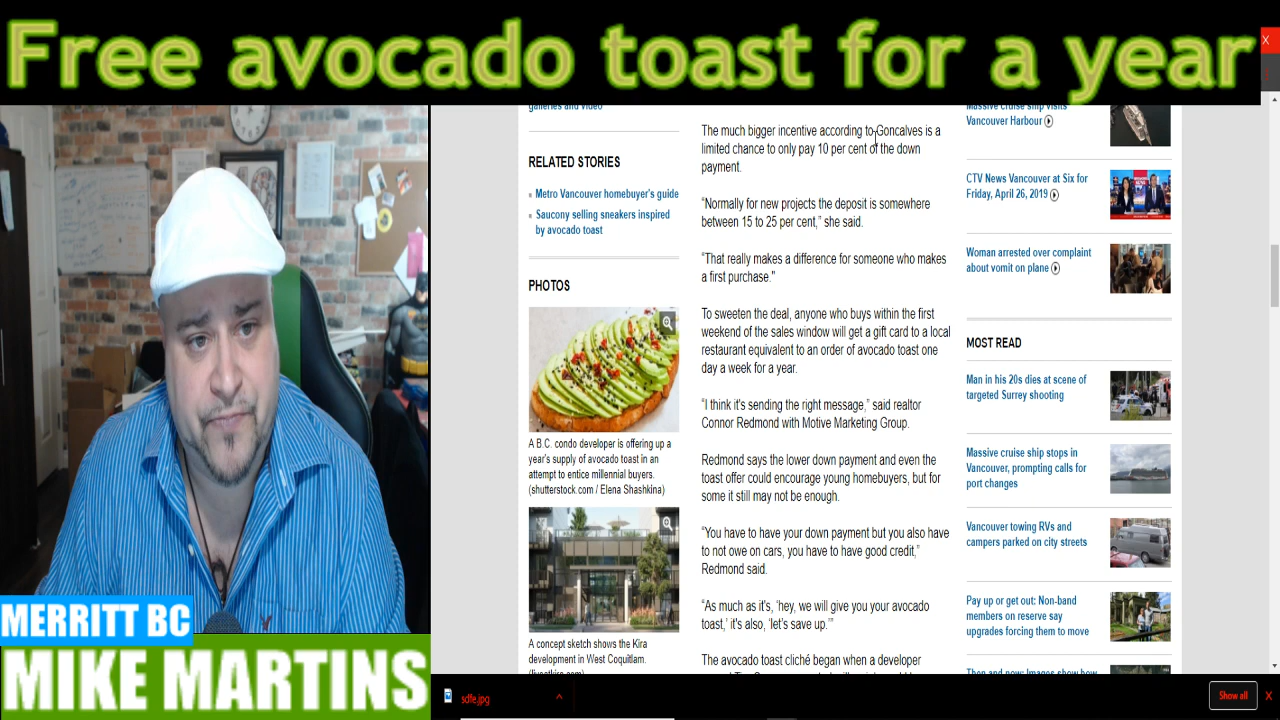 Free avocado toast for a year
X
galleries and video
RELATED STORIES
Metro Vancouver homebuyer's guide
Saucony selling sneakers inspired
by avocado toast
PHOTOS
A B.C. condo developer is offering up a
year's supply of avocado toast in an
attempt to entice millennial buyers.
(shutterstock.com / Elena Shashkina)
A concept sketch shows the Kira
development in West Coquitlam.
The much bigger incentive according to Goncalves is a
limited chance to only pay 10 per cent of the down
payment.
“Normally for new projects the deposit is somewhere
between 15 to 25 per cent,” she said.
“That really makes a difference for someone who makes
a first purchase."
To sweeten the deal, anyone who buys within the first
weekend of the sales window will get a gift card to a local
restaurant equivalent to an order of avocado toast one
day a week for a year.
“I think it's sending the right message,” said realtor
Connor Redmond with Motive Marketing Group.
Redmond says the lower down payment and even the
toast offer could encourage young homebuyers, but for
some it still may not be enough.
“You have to have your down payment but you also have
to not owe on cars, you have to have good credit,”
Redmond said.
“As much as it's, ‘hey, we will give you your avocado
toast,’ it's also, ‘let's save up.’”
The avocado toast cliché began when a developer
Massive cruise ship visits
Vancouver Harbour
CTV News Vancouver at Six for
Friday, April 26, 2019
Woman arrested over complaint
about vomit on plane
MOST READ
Man in his 20s dies at scene of
targeted Surrey shooting
Massive cruise ship stops in
Vancouver, prompting calls for
port changes
Vancouver towing RVs and
campers parked on city streets
Pay up or get out: Non-band
members on reserve say
upgrades forcing them to move
Then and now: Images show how
MERRITT BC
MIKE MARTINS
sdfe.jpg
Show all
X